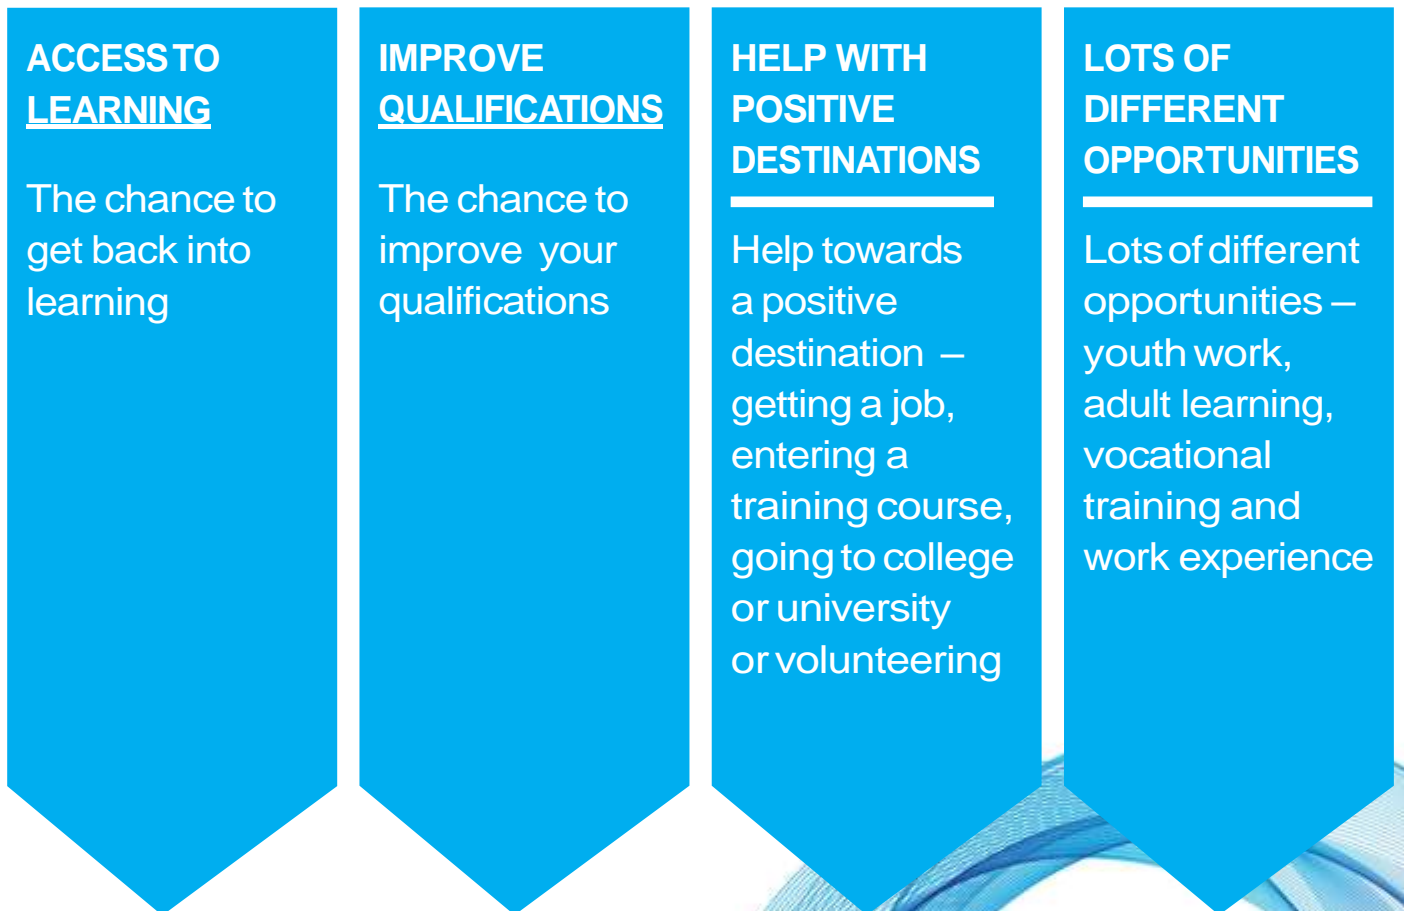 ACCESS TO
LEARNING
The chance to
get back into
learning
IMPROVE
QUALIFICATIONS
The chance to
improve your
qualifications
HELP WITH
POSITIVE
DESTINATIONS
Help towards
a positive
destination –
getting a job,
entering a
training course,
going to college
or university
or volunteering
LOTS OF
DIFFERENT
OPPORTUNITIES
Lots of different
opportunities –
youth work,
adult learning,
vocational
training and
work experience